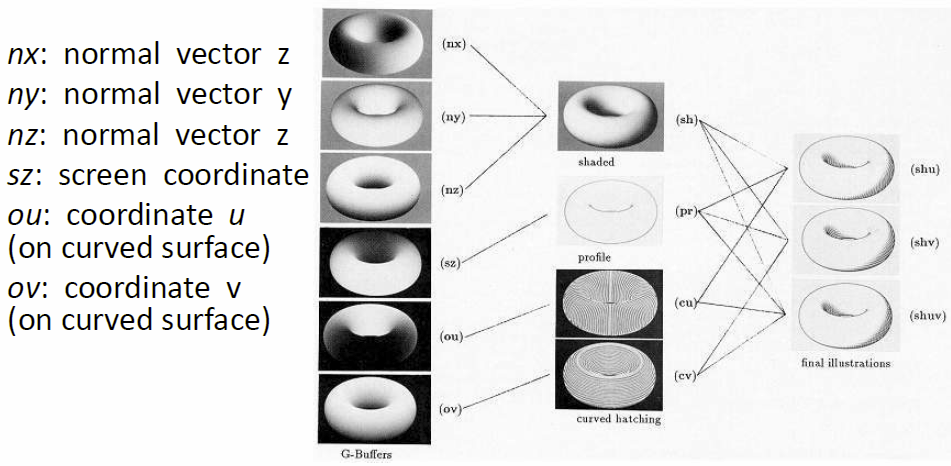 nx: normal vector z
ny: normal vector y
nz: normal vector z
sz: screen coordinate
ou: coordinate u
(on curved surface)
ov: coordinate v
(on curved surface)
(nx)
(ny)
(nz)
(sz)
(ou)
(ov)
G-Buffers
(sh)
shaded
(pr)
profile
(cu)
(cv)
curved hatching
(shu)
(shv)
(shuv)
final illustrations